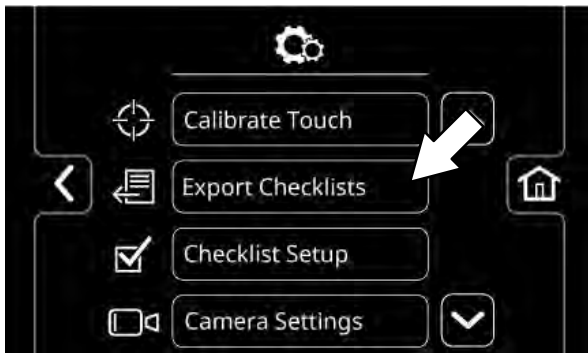 Calibrate Touch
Export Checklists
Checklist Setup
Camera Settings